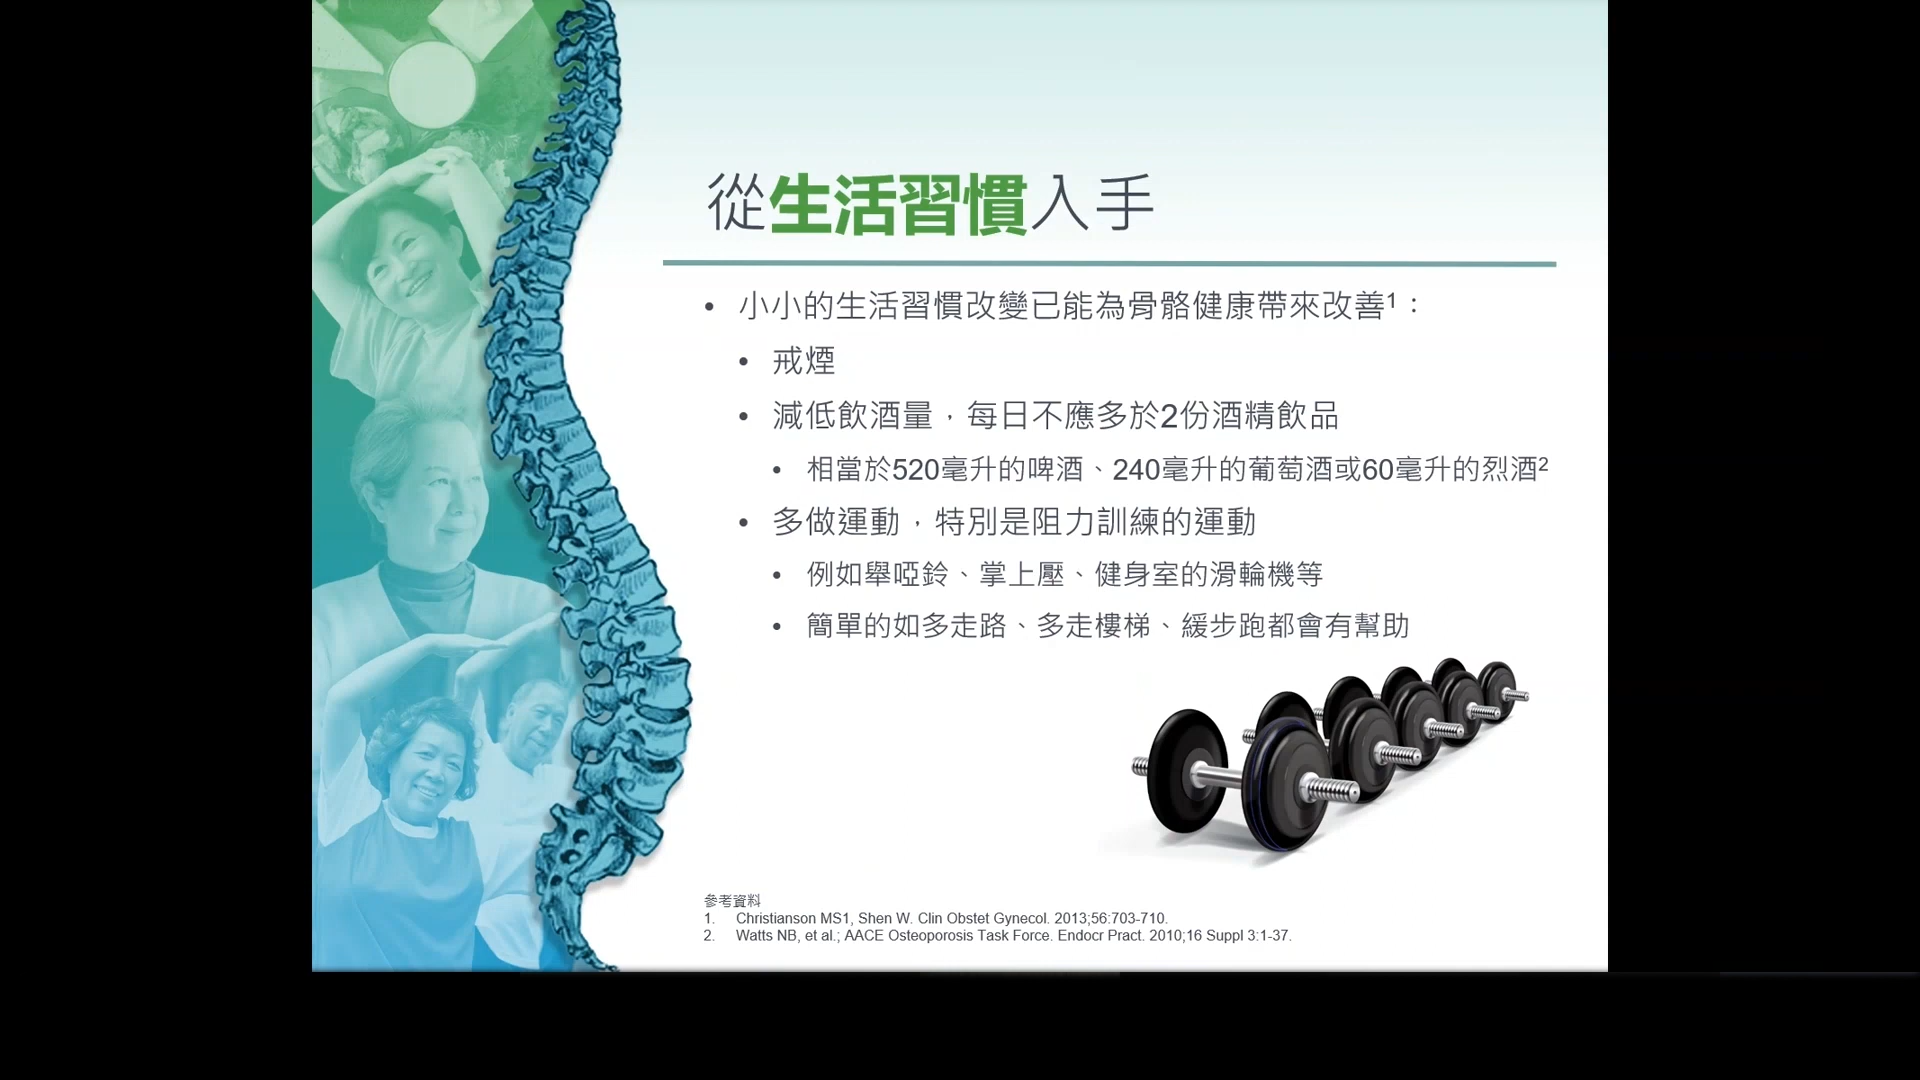 從生活習慣入手
• 小小的生活習慣改變已能為骨骼健康帶來改善¹：
• 戒煙
• 減低飲酒量，每日不應多於2份酒精飲品
• 相當於520毫升的啤酒、240毫升的葡萄酒或60毫升的烈酒²
• 多做運動，特別是阻力訓練的運動
• 例如舉啞鈴、掌上壓、健身室的滑輪機等
• 簡單的如多走路、多走樓梯、緩步跑都會有幫助
參考資料
1. Christianson MS1, Shen W. Clin Obstet Gynecol. 2013;56:703-710.
2. Watts NB, et al.; AACE Osteoporosis Task Force. Endocr Pract. 2010;16 Suppl 3:1-37.